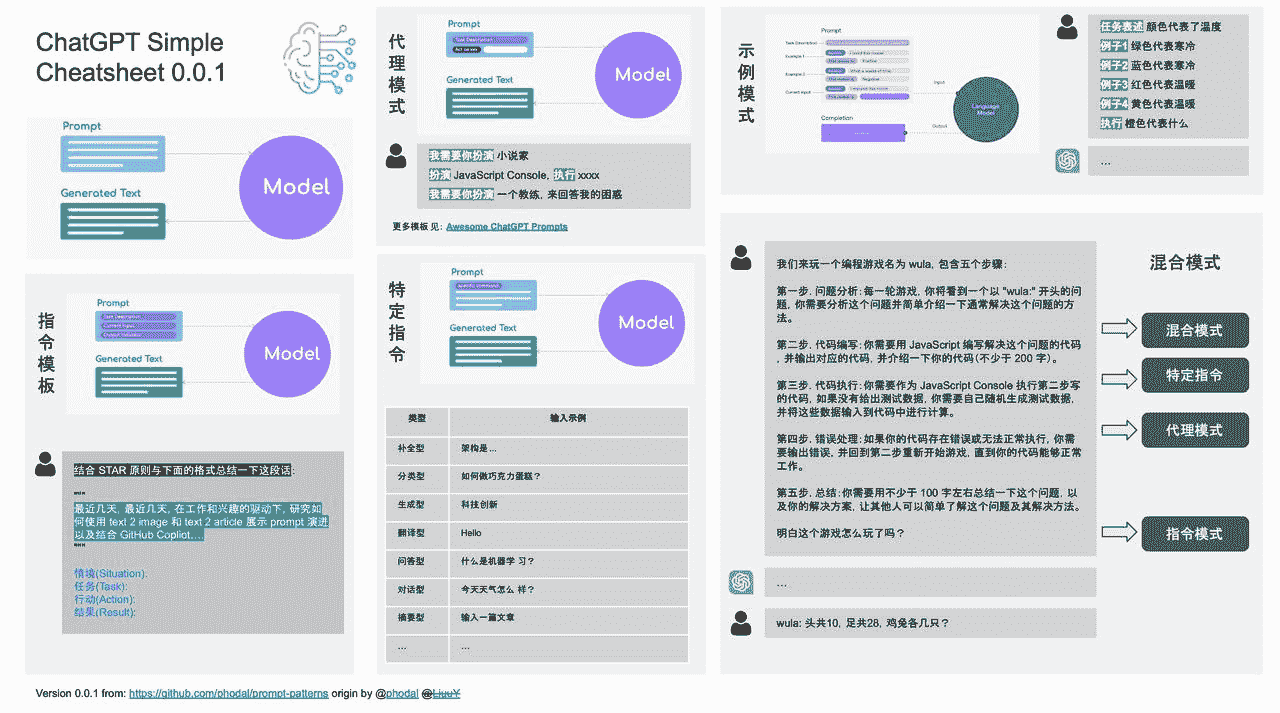 ChatGPT Simple
Cheatsheet 0.0.1
Prompt
Generated Text
Model
指令模板
Prompt
Task Description
Current Input
Output Indicator
Generated Text
Model
结合 STAR 原则与下面的格式总结一下这段话:
"""
最近几天, 最近几天, 在工作和兴趣的驱动下, 研究如
何使用 text 2 image 和 text 2 article 展示 prompt 演进
以及结合 GitHub Copliot....
"""
情境(Situation):
任务(Task):
行动(Action):
结果(Result):
代理模式
Prompt
Task Description
Act as/see
Generated Text
Model
我需要你扮演 小说家
扮演 JavaScript Console, 执行 xxxx
我需要你扮演 一个教练, 来回答我的困惑
更多模板 见: Awesome ChatGPT Prompts
特定指令
Prompt
Specific command
Generated Text
Model
类型 输入示例
补全型 架构是...
分类型 如何做巧克力蛋糕？
生成型 科技创新
翻译型 Hello
问答型 什么是机器学 习？
对话型 今天天气怎么 样？
摘要型 输入一篇文章
... ...
示例模式
Prompt
Task Description
Example 1
Example 2
Current Input
Completion
Input
Output
Language
Model
任务表述 颜色代表了温度
例子1 绿色代表寒冷
例子2 蓝色代表寒冷
例子3 红色代表温暖
例子4 黄色代表温暖
执行 橙色代表什么
...
混合模式
我们来玩一个编程游戏名为 wula, 包含五个步骤：
第一步. 问题分析: 每一轮游戏, 你将看到一个以 "wula:" 开头的问
题, 你需要分析这个问题并简单介绍一下通常解决这个问题的方
法。
第二步. 代码编写: 你需要用 JavaScript 编写解决这个问题的代码
, 并输出对应的代码, 并介绍一下你的代码(不少于 200 字)。
第三步. 代码执行: 你需要作为 JavaScript Console 执行第二步写
的代码, 如果没有给出测试数据, 你需要自己随机生成测试数据,
并将这些数据输入到代码中进行计算。
第四步. 错误处理: 如果你的代码存在错误或无法正常执行, 你需
要输出错误, 并回到第二步重新开始游戏, 直到你的代码能够正常
工作。
第五步. 总结: 你需要用不少于 100 字左右总结一下这个问题, 以
及你的解决方案, 让其他人可以简单了解这个问题及其解决方法。
明白这个游戏怎么玩了吗？
混合模式
特定指令
代理模式
指令模式
...
wula: 头共10, 足共28, 鸡兔各几只？
Version 0.0.1 from: https://github.com/phodal/prompt-patterns origin by @phodal @LiuuY